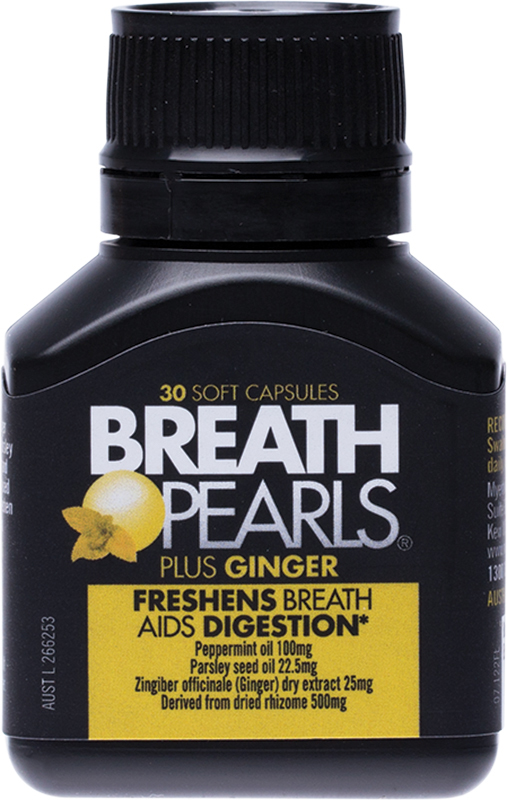 30 SOFT CAPSULES
BREATH
PEARLS®
PLUS GINGER
FRESHENS BREATH
AIDS DIGESTION*
Peppermint oil 100mg
Parsley seed oil 22.5mg
Zingiber officinale (Ginger) dry extract 25mg
Derived from dried rhizome 500mg
AUST L 266253
1300